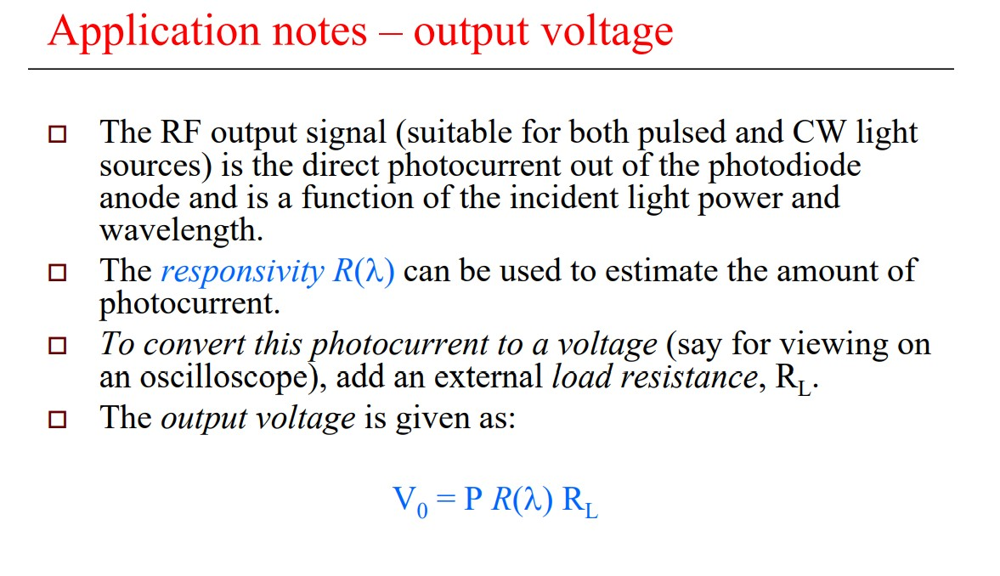 Application notes – output voltage
The RF output signal (suitable for both pulsed and CW light
sources) is the direct photocurrent out of the photodiode
anode and is a function of the incident light power and
wavelength.
The responsivity R(λ) can be used to estimate the amount of
photocurrent.
To convert this photocurrent to a voltage (say for viewing on
an oscilloscope), add an external load resistance, R_L.
The output voltage is given as:
V_0 = P R(λ) R_L